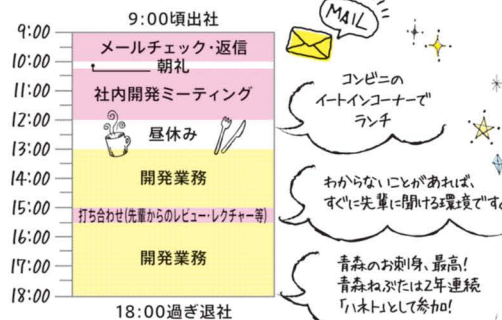 9:00頃出社
MAIL
9:00
メールチェック・返信
10:00
朝礼
11:00
社内開発ミーティング
12:00
昼休み
13:00
14:00
開発業務
15:00
打ち合わせ(先輩からのレビュー・レクチャー等)
16:00
開発業務
17:00
18:00
18:00過ぎ退社
コンビニの
イートインコーナーで
ランチ
わからないことがあれば、
すぐに先輩に聞ける環境です。
青森のお刺身、最高!
青森ねぶたは2年連続
「ハネト」として参加!